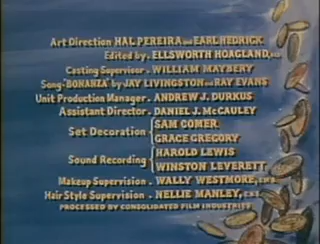 Art Direction HAL PEREIRA and EARL HEDRICK
Edited by . ELLSWORTH HOAGLAND, A.C.E.
Casting Supervisor . WILLIAM MAYBERY
Song-"BONANZA" by JAY LIVINGSTON and RAY EVANS
Unit Production Manager . ANDREW J. DURKUS
Assistant Director . DANIEL J. McCAULEY
Set Decoration . SAM COMER
GRACE GREGORY
Sound Recording . HAROLD LEWIS
WINSTON LEVERETT
Makeup Supervision . WALLY WESTMORE,
Hair Style Supervision . NELLIE MANLEY,
PROCESSED BY CONSOLIDATED FILM INDUSTRIES